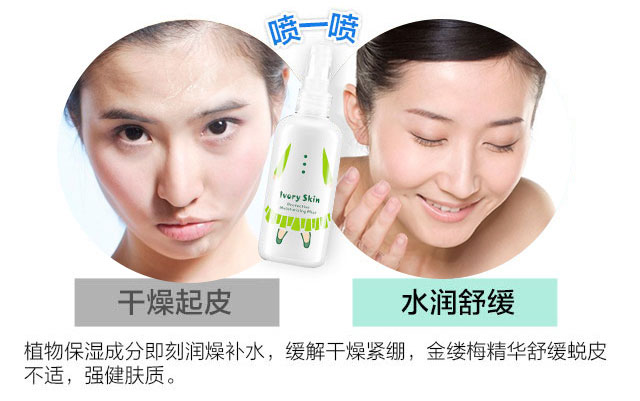 喷一喷
Ivory Skin
Moisturizing Mist
干燥起皮
水润舒缓
植物保湿成分即刻润燥补水，缓解干燥紧绷，金缕梅精华舒缓蜕皮
不适，强健肤质。